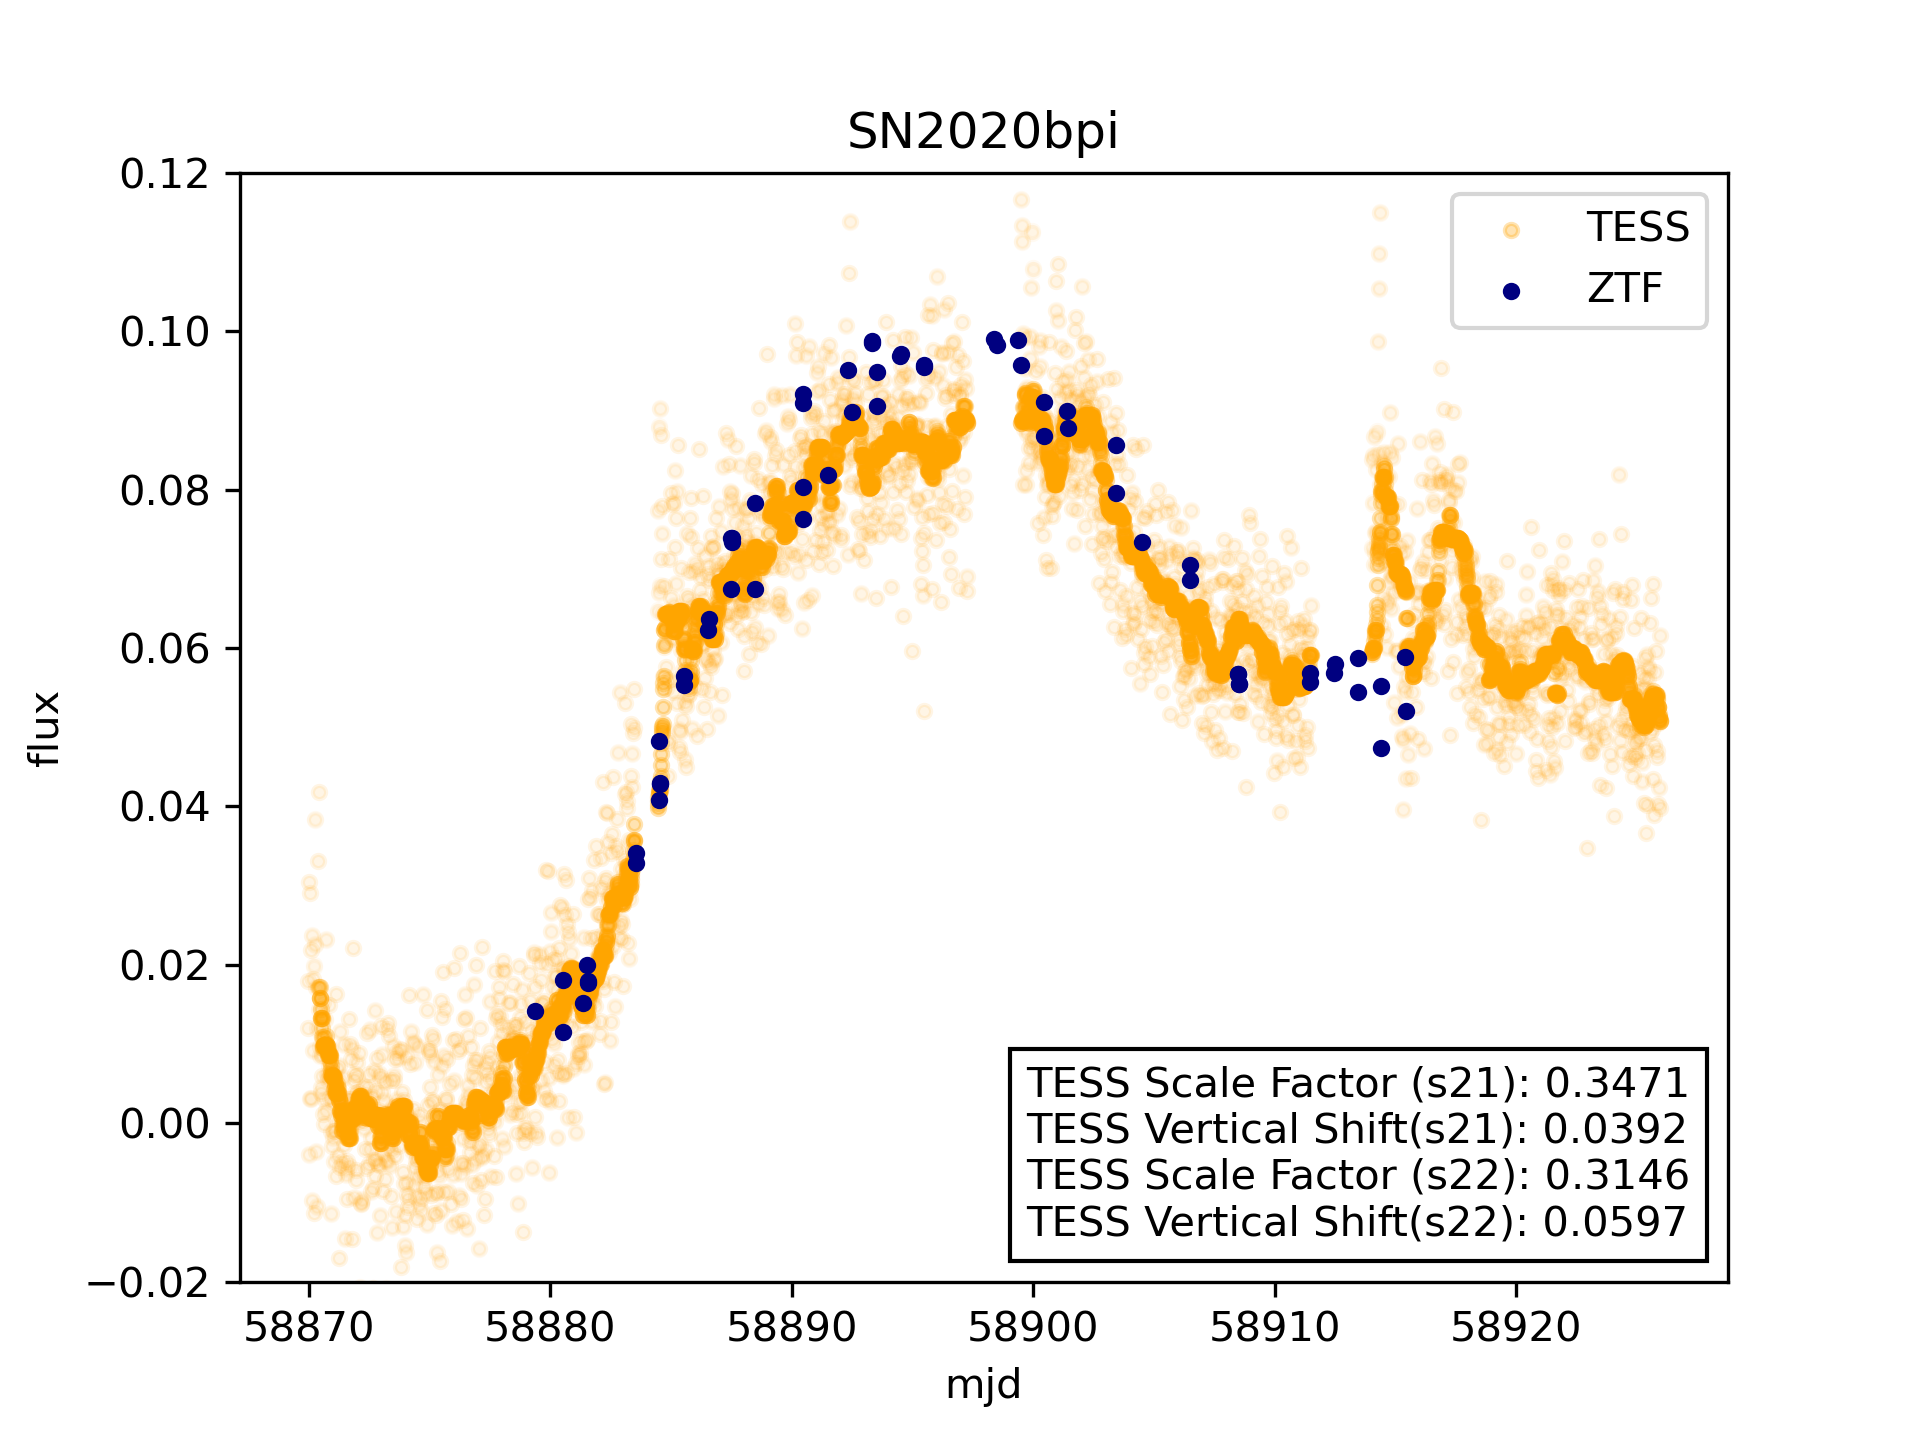 SN2020bpi
0.12
0.10
0.08
0.06
0.04
0.02
0.00
−0.02
flux
TESS
ZTF
TESS Scale Factor (s21): 0.3471
TESS Vertical Shift(s21): 0.0392
TESS Scale Factor (s22): 0.3146
TESS Vertical Shift(s22): 0.0597
58870 58880 58890 58900 58910 58920
mjd